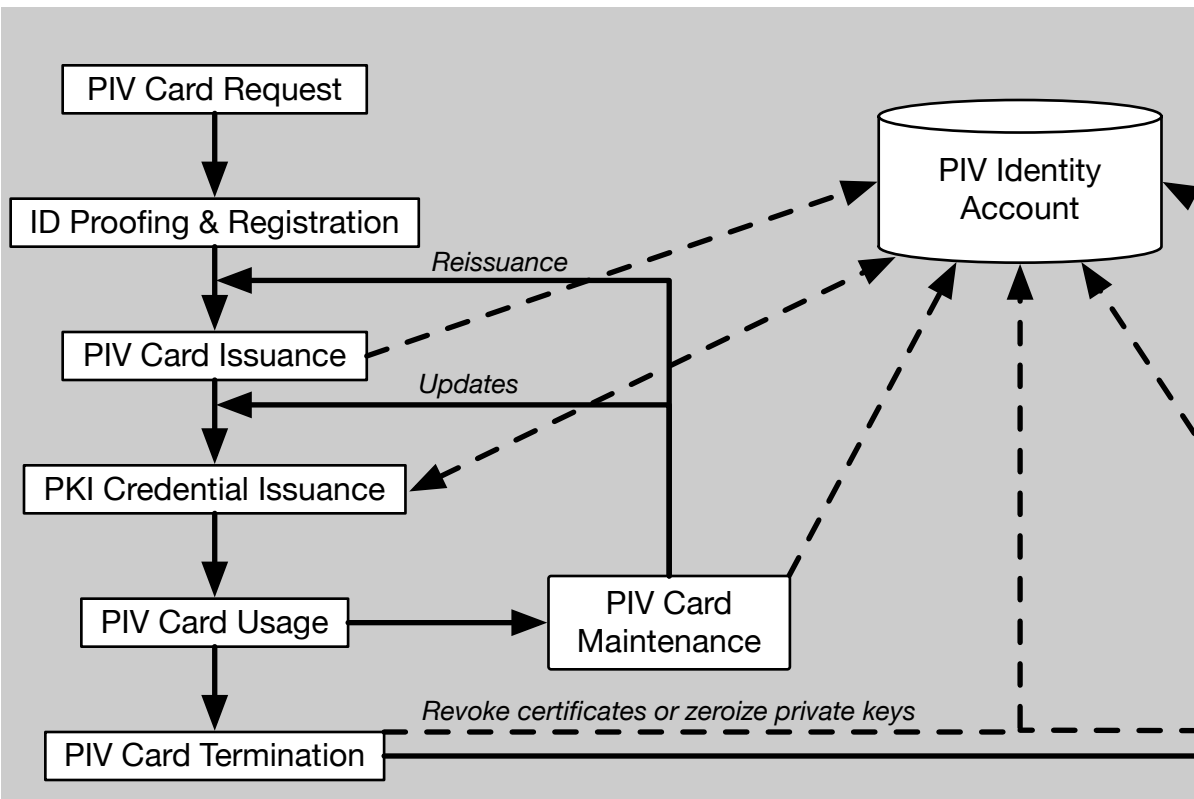 PIV Card Request
PIV Identity
Account
ID Proofing & Registration
Reissuance
PIV Card Issuance
Updates
PKI Credential Issuance
PIV Card Usage
PIV Card
Maintenance
Revoke certificates or zeroize private keys
PIV Card Termination